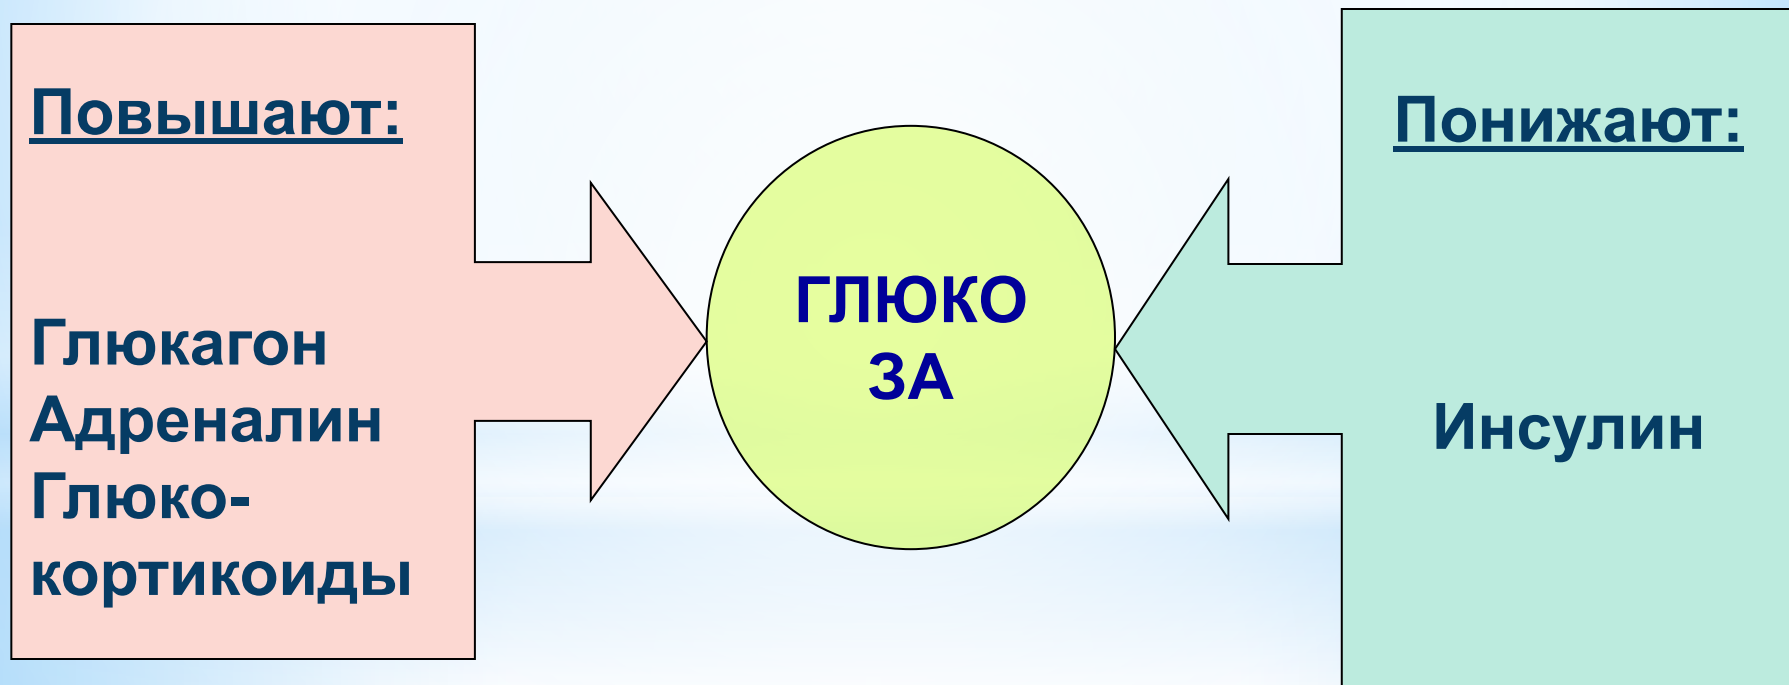 Повышают:
Глюкагон
Адреналин
Глюко-
кортикоиды
ГЛЮКО
ЗА
Понижают:
Инсулин